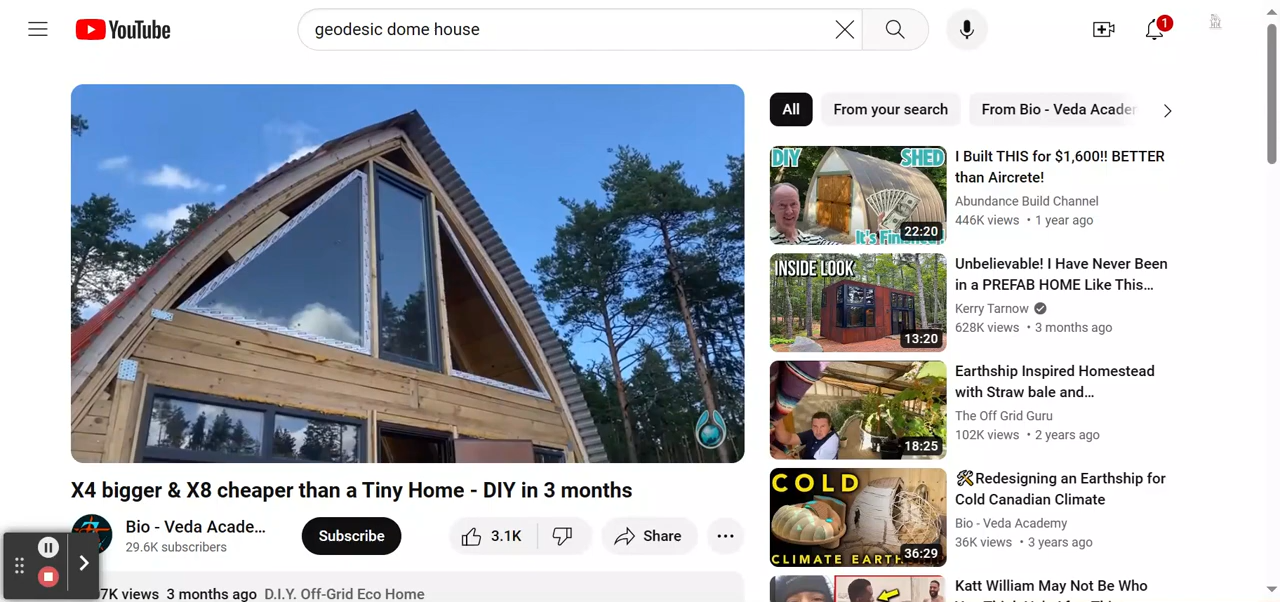 YouTube
geodesic dome house
1
All
From your search
From Bio - Veda Acader
DIY
SHED
It's Finished!
22:20
I Built THIS for $1,600!! BETTER
than Aircrete!
Abundance Build Channel
446K views • 1 year ago
INSIDE LOOK
13:20
Unbelievable! I Have Never Been
in a PREFAB HOME Like This...
Kerry Tarnow
628K views • 3 months ago
18:25
Earthship Inspired Homestead
with Straw bale and...
The Off Grid Guru
102K views • 2 years ago
COLD
CLIMATE EARTH
36:29
🛠Redesigning an Earthship for
Cold Canadian Climate
Bio - Veda Academy
36K views • 3 years ago
Katt William May Not Be Who
X4 bigger & X8 cheaper than a Tiny Home - DIY in 3 months
Bio - Veda Acade...
29.6K subscribers
Subscribe
3.1K
Share
7K views 3 months ago D.I.Y. Off-Grid Eco Home